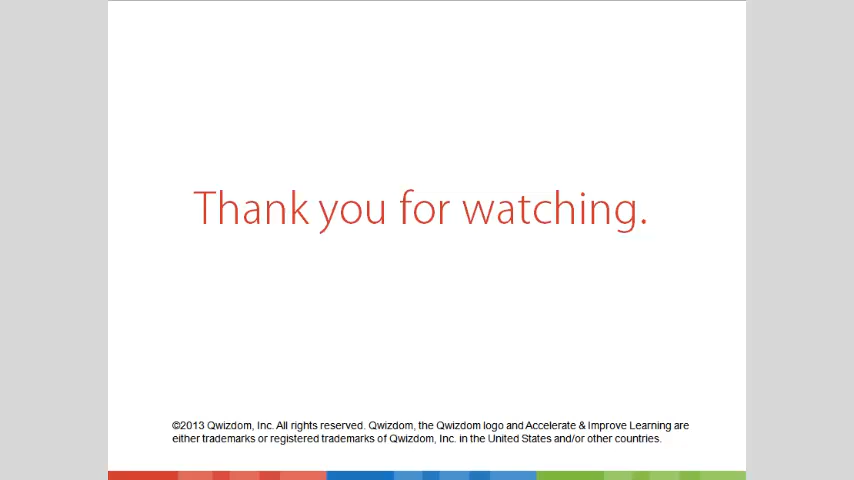 Thank you for watching.
©2013 Qwizdom, Inc. All rights reserved. Qwizdom, the Qwizdom logo and Accelerate & Improve Learning are
either trademarks or registered trademarks of Qwizdom, Inc. in the United States and/or other countries.